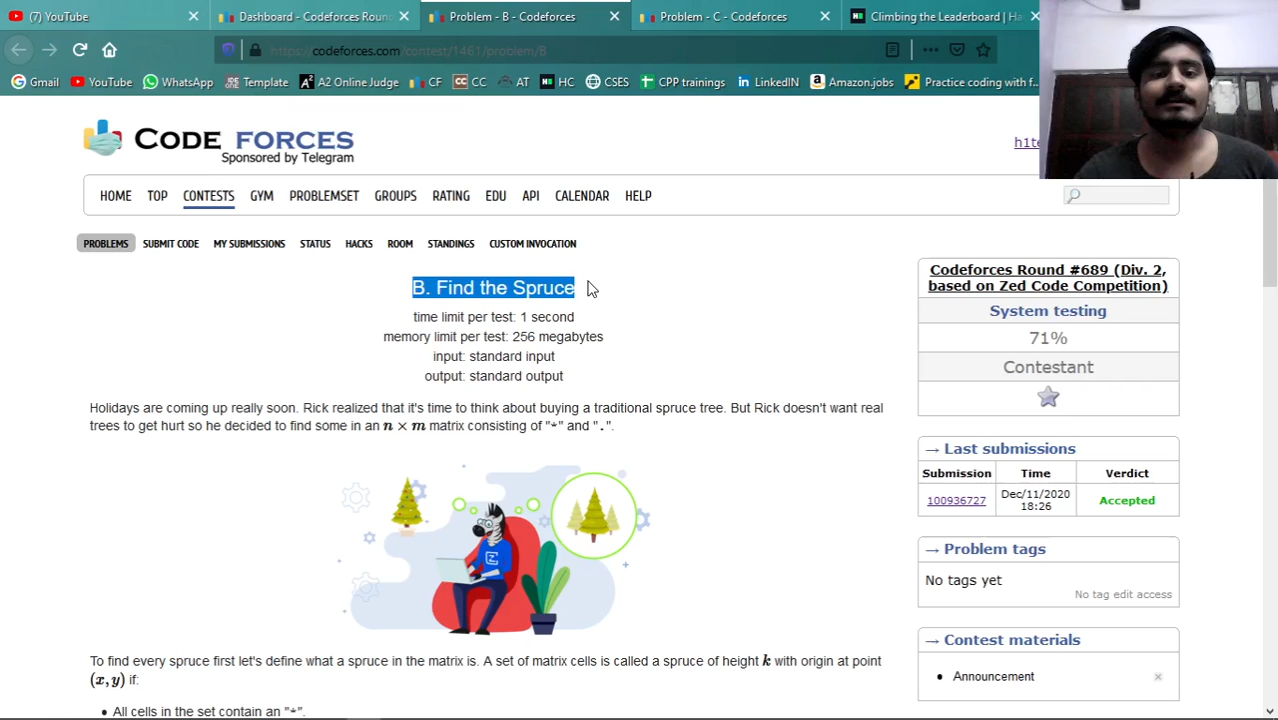 (7) YouTube
Dashboard - Codeforces Roun
Problem - B - Codeforces
Problem - C - Codeforces
Climbing the Leaderboard | Ha
https://codeforces.com/contest/1461/problem/B
Gmail
YouTube
WhatsApp
Template
A2 Online Judge
CF
CC
AT
HC
CSES
CPP trainings
LinkedIN
Amazon.jobs
Practice coding with f...
CODE FORCES
Sponsored by Telegram
h1te
HOME
TOP
CONTESTS
GYM
PROBLEMSET
GROUPS
RATING
EDU
API
CALENDAR
HELP
PROBLEMS
SUBMIT CODE
MY SUBMISSIONS
STATUS
HACKS
ROOM
STANDINGS
CUSTOM INVOCATION
B. Find the Spruce
time limit per test: 1 second
memory limit per test: 256 megabytes
input: standard input
output: standard output
Holidays are coming up really soon. Rick realized that it's time to think about buying a traditional spruce tree. But Rick doesn't want real
trees to get hurt so he decided to find some in an n × m matrix consisting of "*" and ".".
To find every spruce first let's define what a spruce in the matrix is. A set of matrix cells is called a spruce of height k with origin at point
(x, y) if:
• All cells in the set contain an "*".
Codeforces Round #689 (Div. 2,
based on Zed Code Competition)
System testing
71%
Contestant
→ Last submissions
Submission Time Verdict
100936727 Dec/11/2020 18:26 Accepted
→ Problem tags
No tags yet
No tag edit access
→ Contest materials
• Announcement